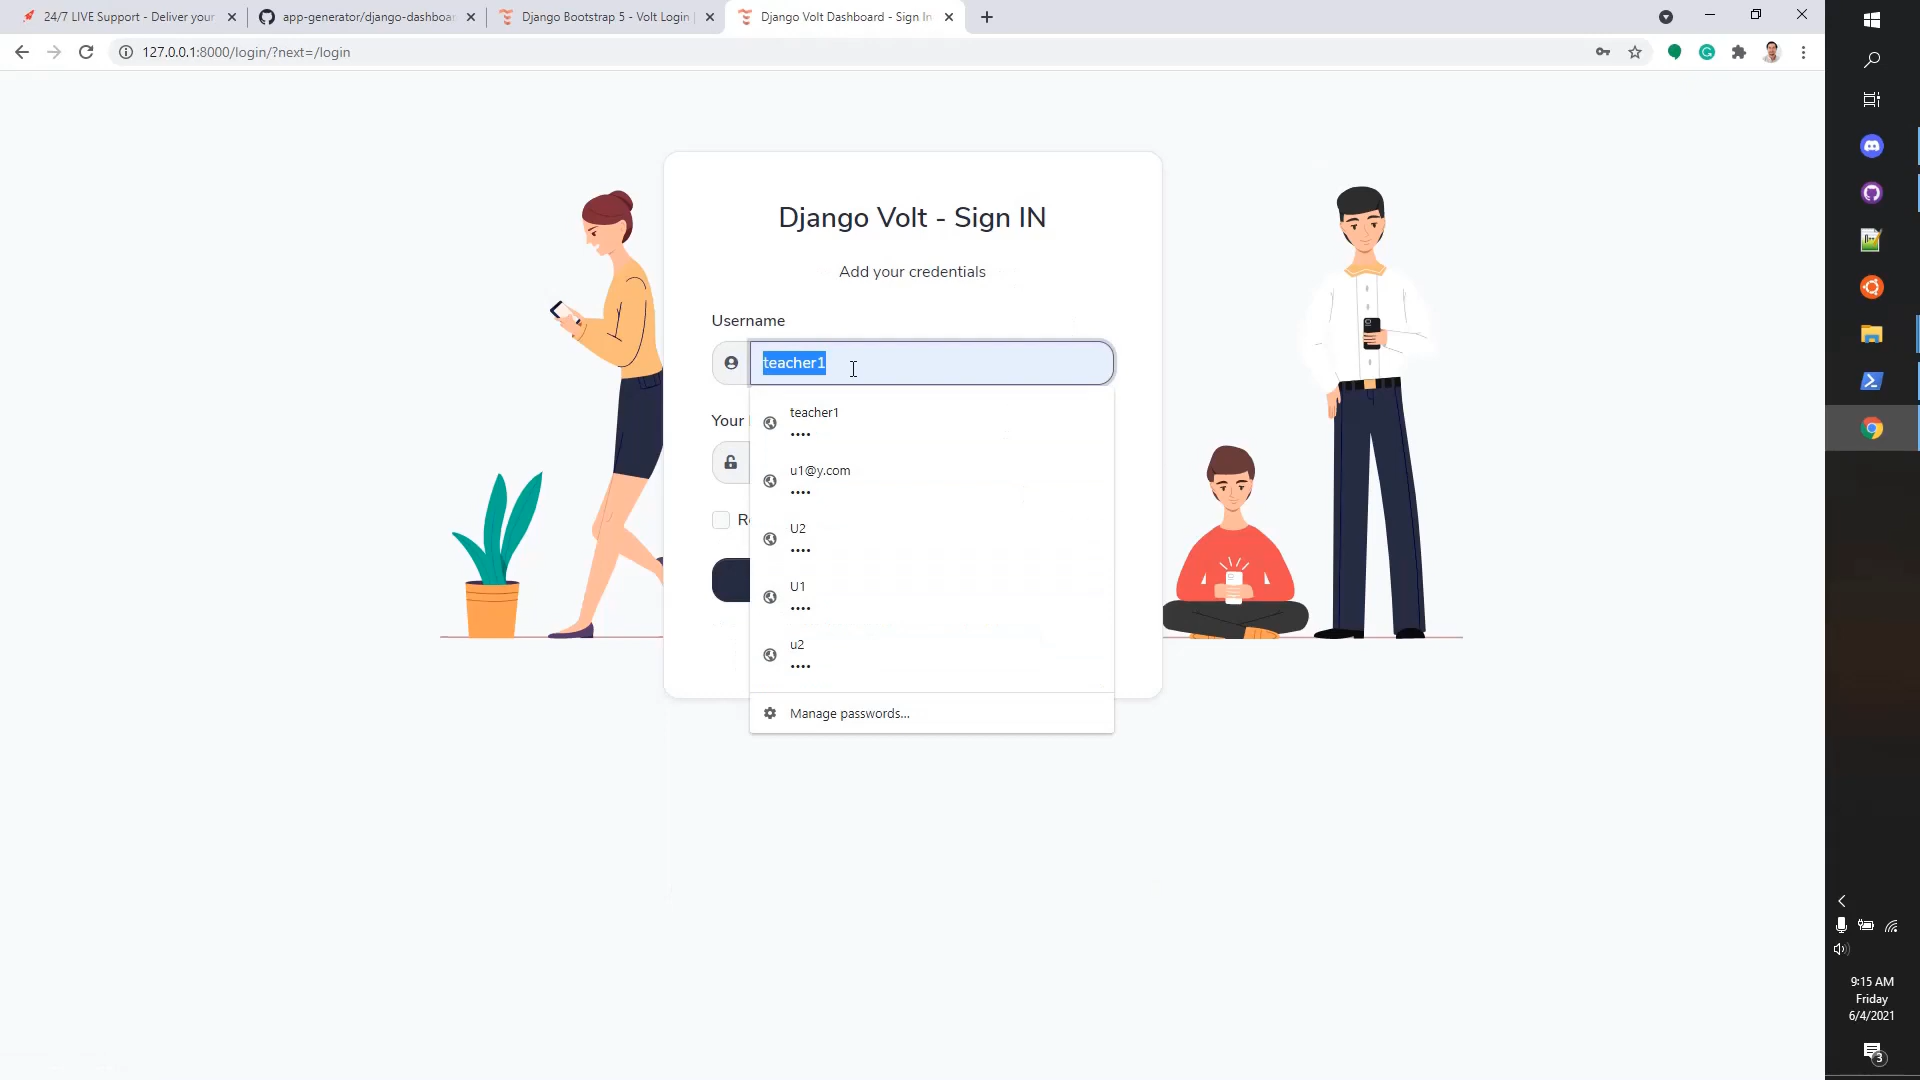 24/7 LIVE Support - Deliver your
app-generator/django-dashboar
Django Bootstrap 5 - Volt Login
Django Volt Dashboard - Sign In
127.0.0.1:8000/login/?next=/login
Django Volt - Sign IN
Add your credentials
Username
teacher1
Your
teacher1
••••
u1@y.com
••••
U2
••••
U1
••••
u2
••••
Manage passwords...
9:15 AM
Friday
6/4/2021
3